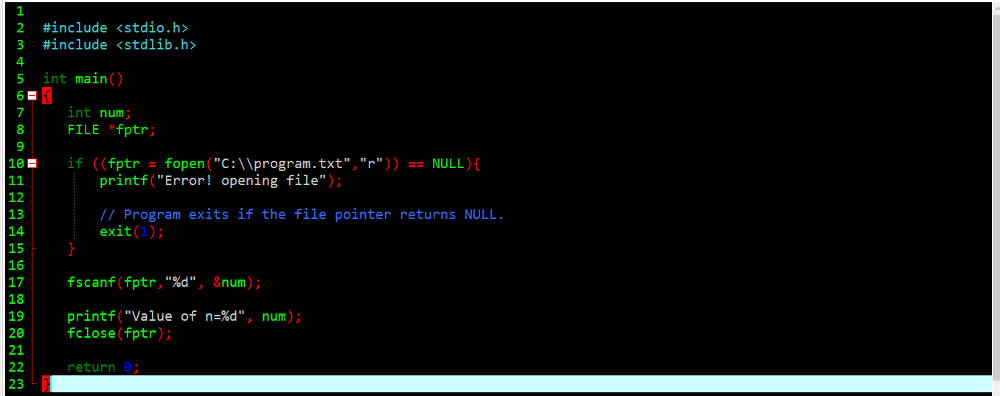 1
2 #include <stdio.h>
3 #include <stdlib.h>
4
5 int main()
6 {
7 int num;
8 FILE *fptr;
9
10 if ((fptr = fopen("C:\\program.txt","r")) == NULL){
11 printf("Error! opening file");
12
13 // Program exits if the file pointer returns NULL.
14 exit(1);
15 }
16
17 fscanf(fptr,"%d", &num);
18
19 printf("Value of n=%d", num);
20 fclose(fptr);
21
22 return 0;
23 }